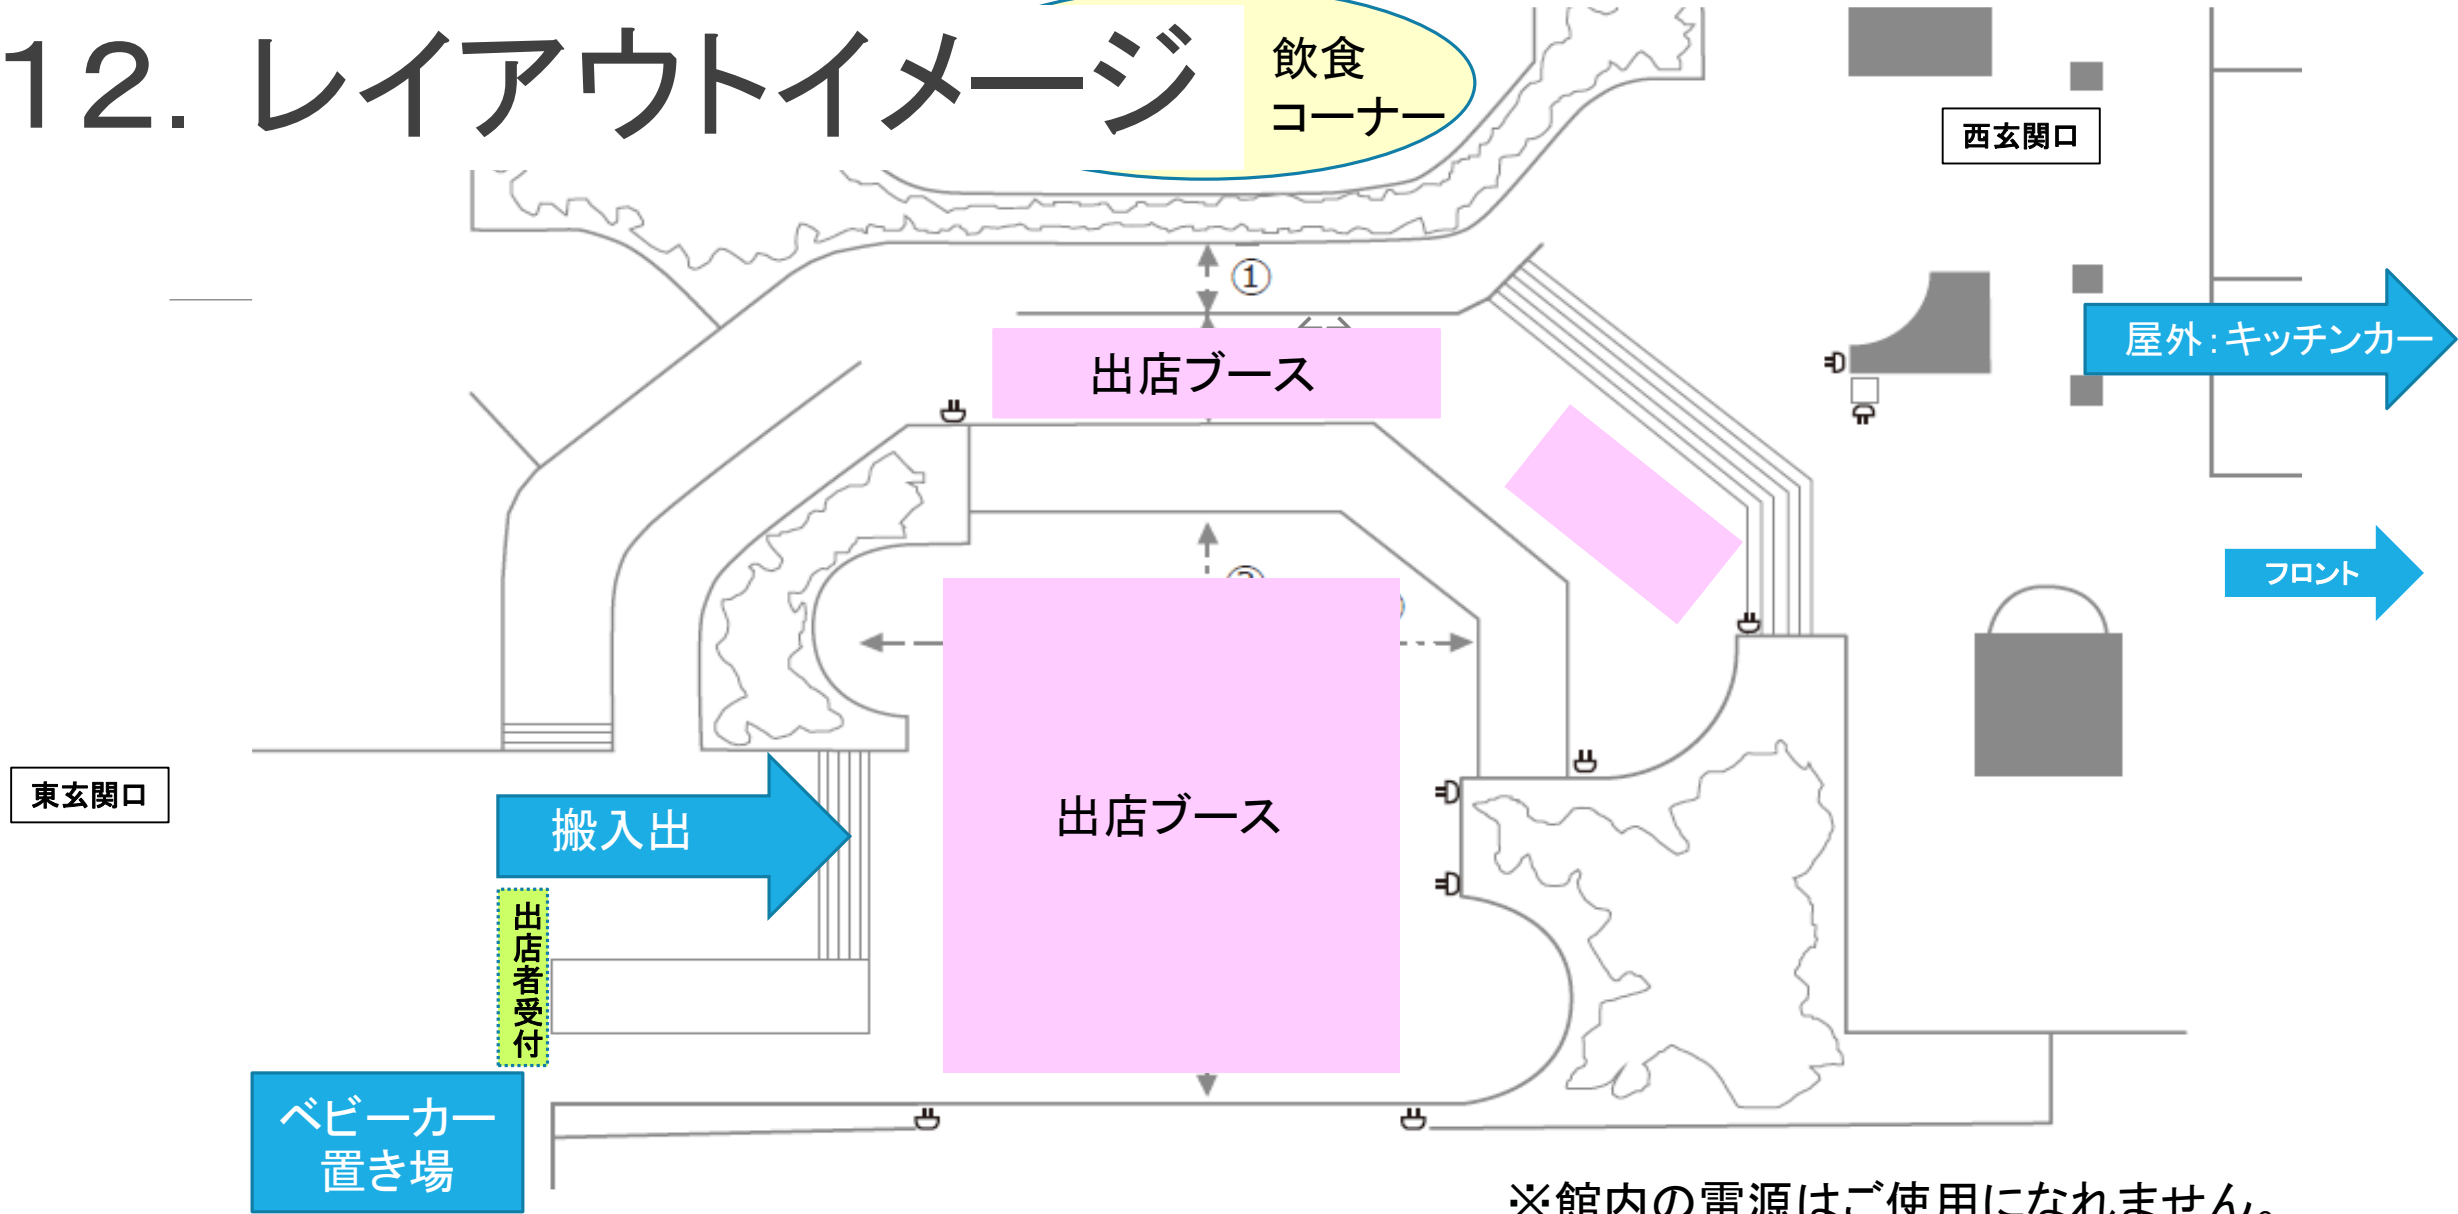 12. レイアウトイメージ
飲食
コーナー
西玄関口
①
出店ブース
屋外：キッチンカー
フロント
東玄関口
搬入出
出店ブース
出店者受付
ベビーカー
置き場
※館内の電源はご使用になれません。